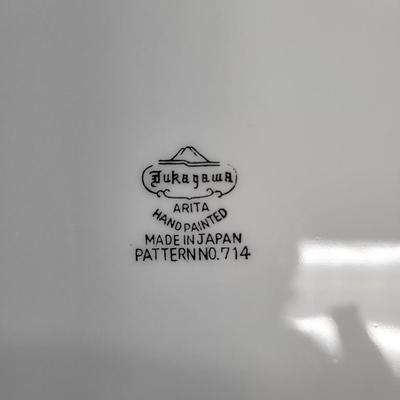 Fukagawa
ARITA
HAND PAINTED
MADE IN JAPAN
PATTERN NO. 714